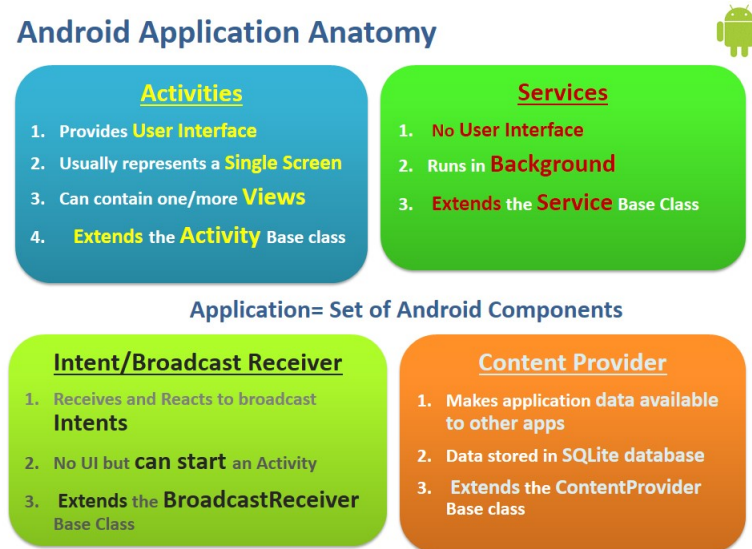 Android Application Anatomy
Activities
1. Provides User Interface
2. Usually represents a Single Screen
3. Can contain one/more Views
4. Extends the Activity Base class
Services
1. No User Interface
2. Runs in Background
3. Extends the Service Base Class
Application= Set of Android Components
Intent/Broadcast Receiver
1. Receives and Reacts to broadcast
Intents
2. No UI but can start an Activity
3. Extends the BroadcastReceiver
Base Class
Content Provider
1. Makes application data available
to other apps
2. Data stored in SQLite database
3. Extends the ContentProvider
Base class